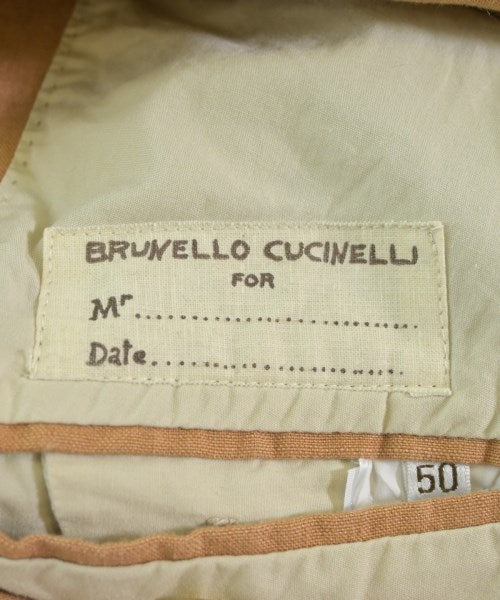 BRUNELLO CUCINELLI
FOR
Mr..............................
Date..........................
50